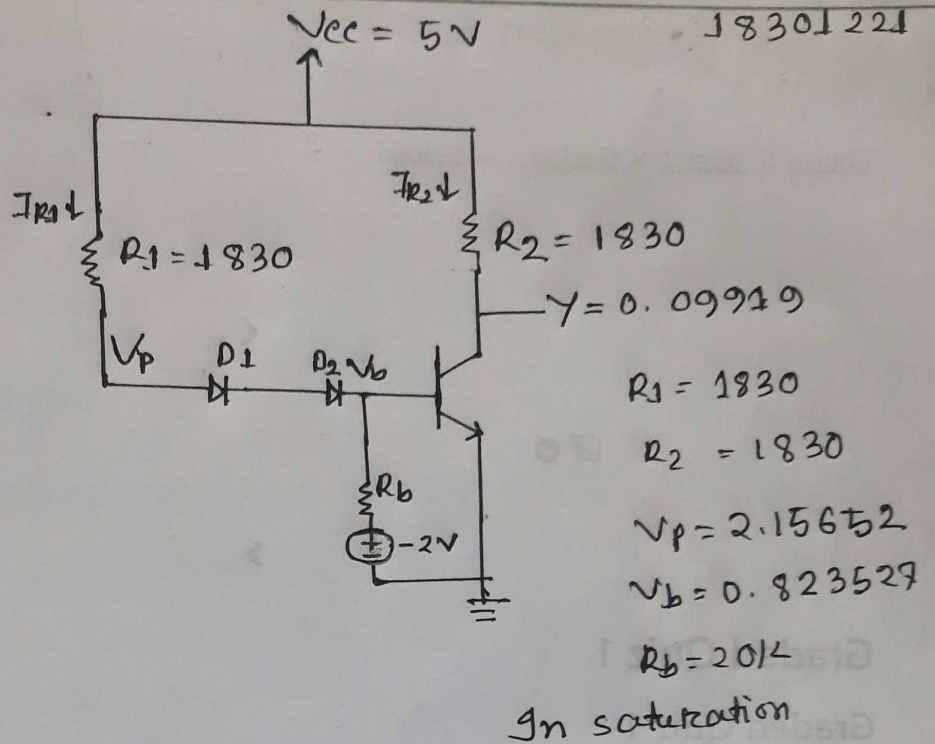 Vcc = 5V
18301221
IR1↓
R1 = 1830
IR2↓
R2 = 1830
Y = 0.09919
Vp
D1
D2
Vb
R1 = 1830
R2 = 1830
Rb
+
-2V
Vp = 2.15652
Vb = 0.823527
Rb = 20K
In saturation